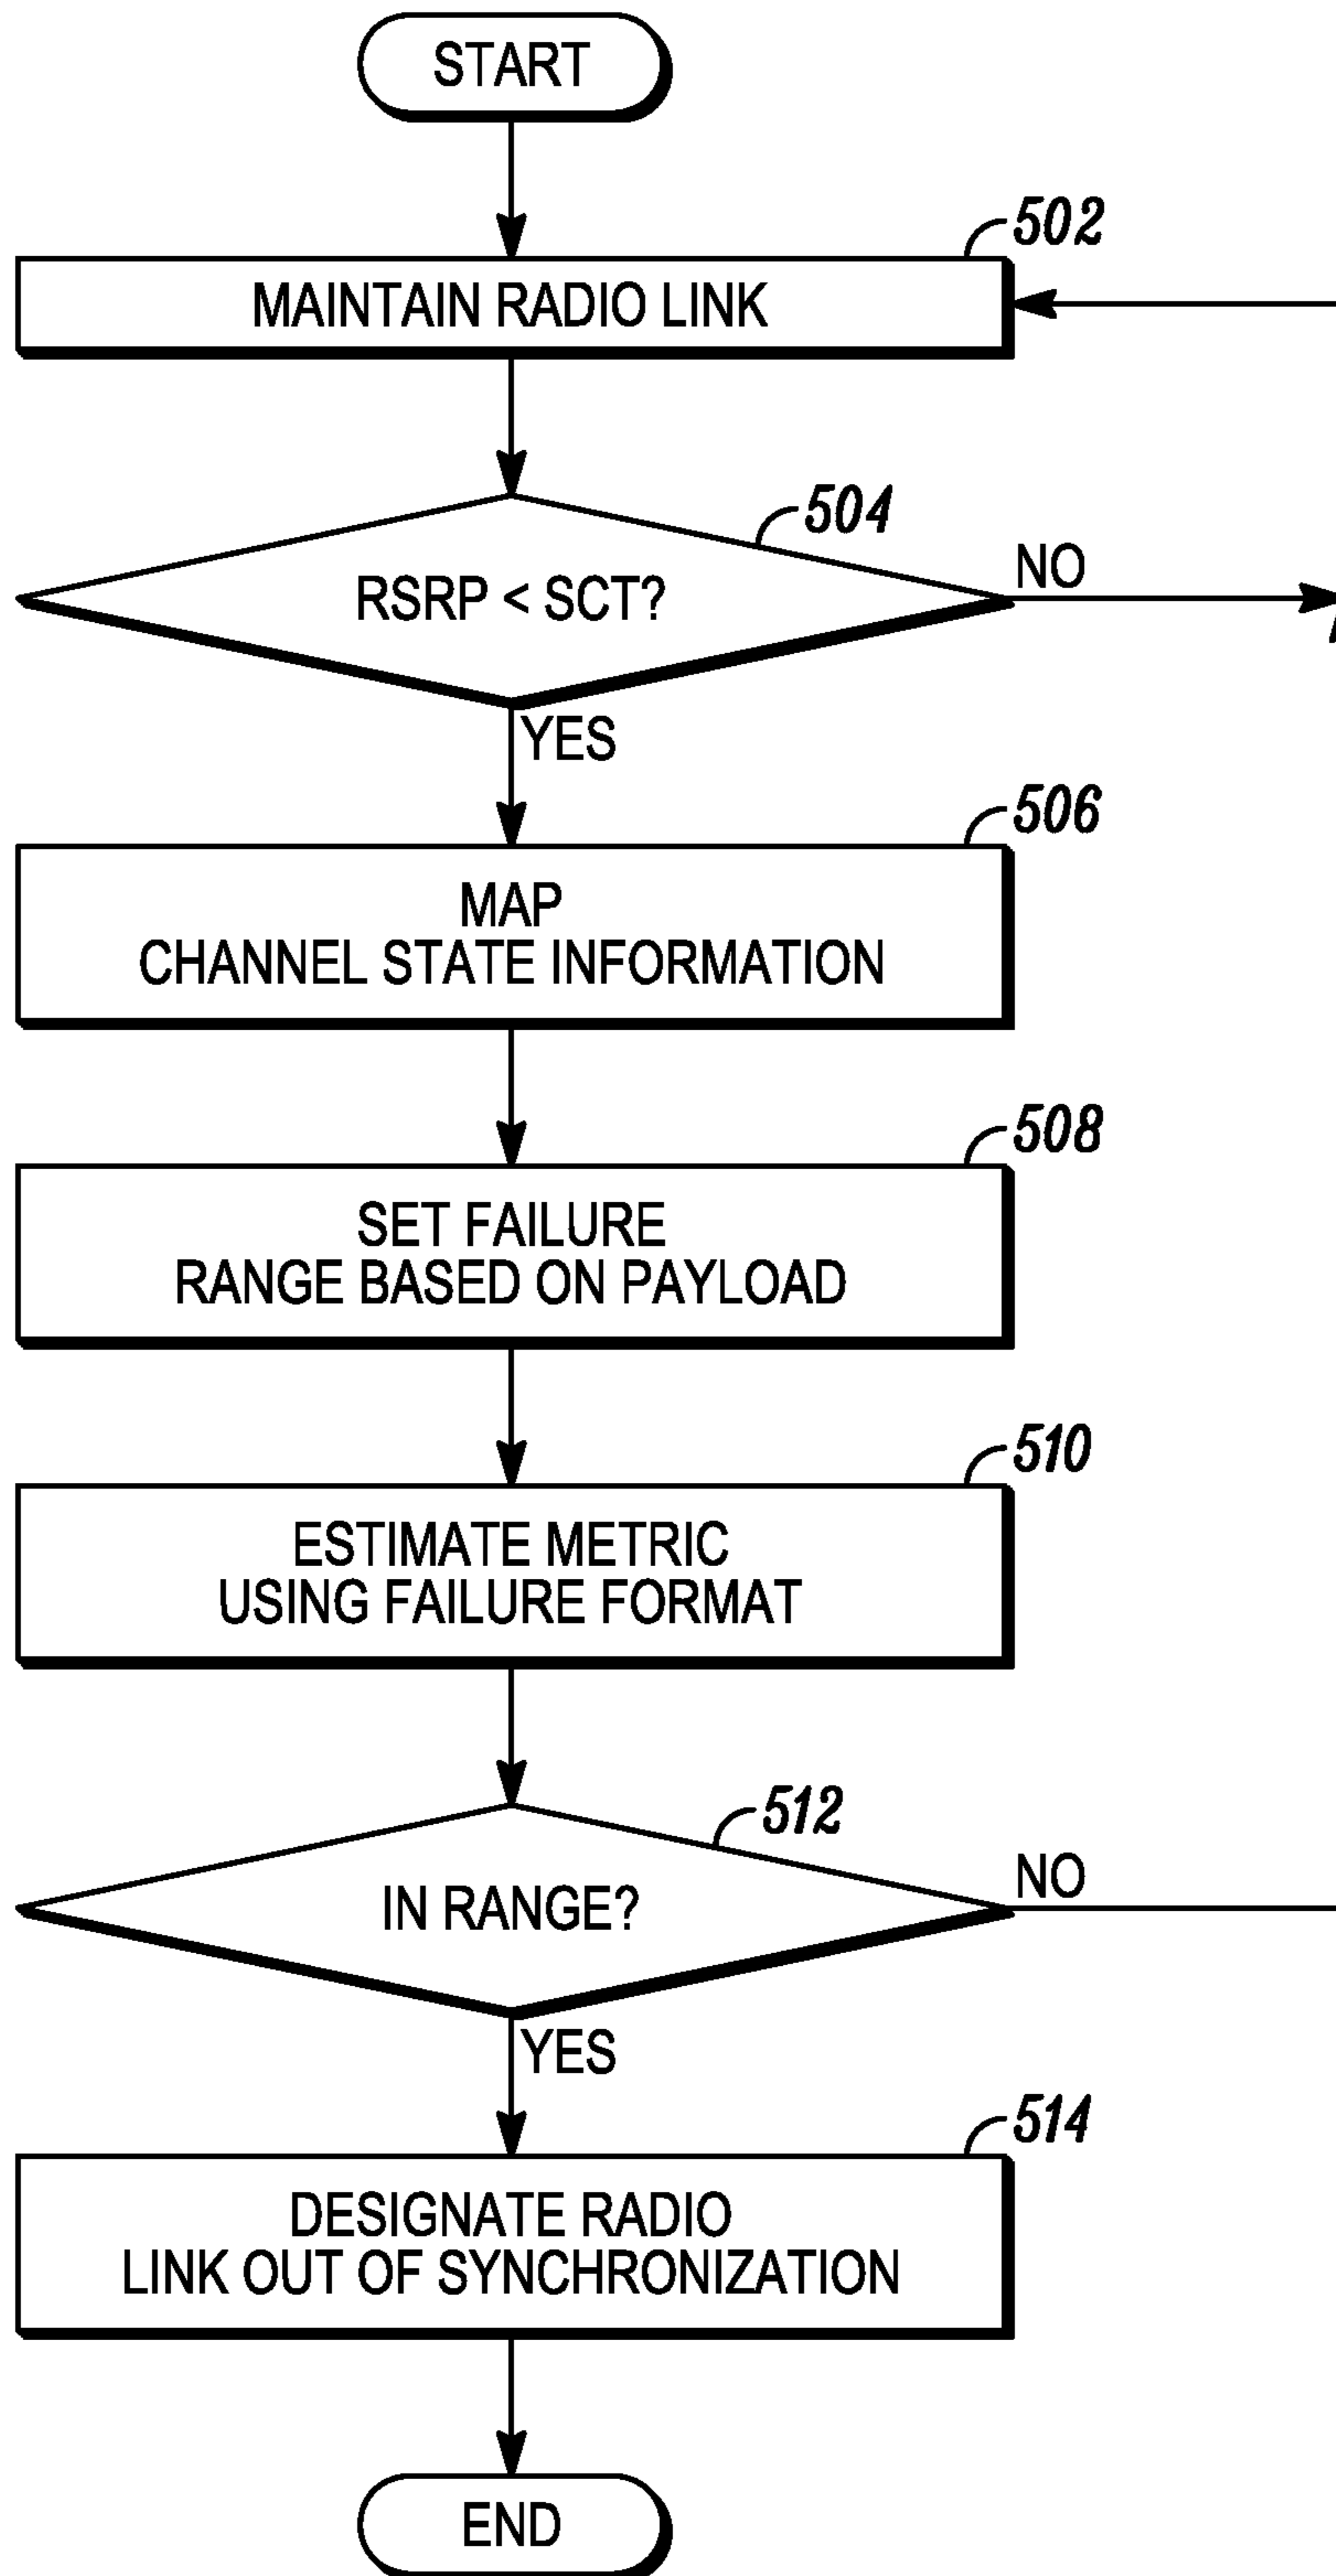 START
502
MAINTAIN RADIO LINK
504
RSRP < SCT?
NO
YES
506
MAP
CHANNEL STATE INFORMATION
508
SET FAILURE
RANGE BASED ON PAYLOAD
510
ESTIMATE METRIC
USING FAILURE FORMAT
512
IN RANGE?
NO
YES
514
DESIGNATE RADIO
LINK OUT OF SYNCHRONIZATION
END